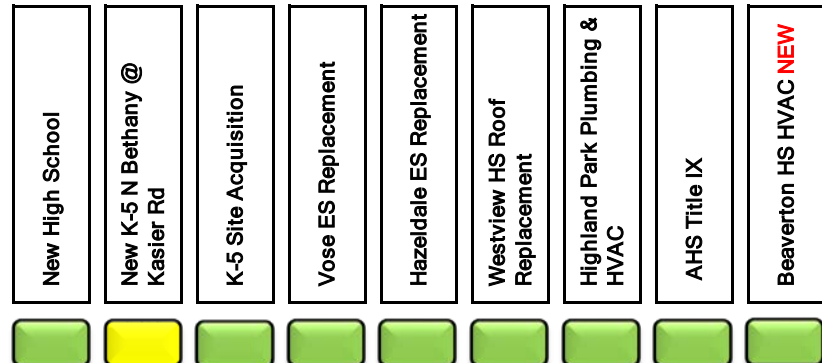 New High School
New K-5 N Bethany @
Kasier Rd
K-5 Site Acquisition
Vose ES Replacement
Hazeldale ES Replacement
Westview HS Roof
Replacement
Highland Park Plumbing &
HVAC
AHS Title IX
Beaverton HS HVAC NEW